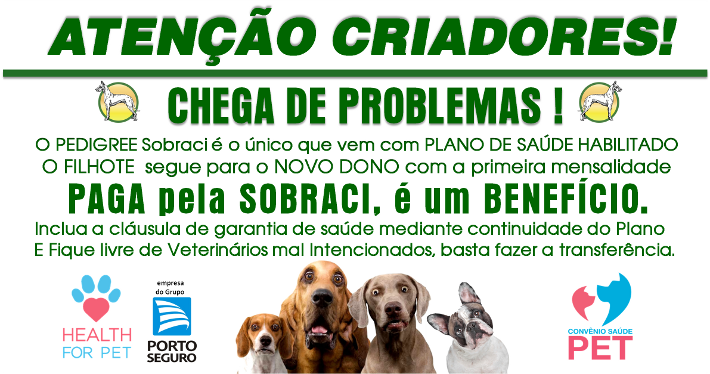 ATENÇÃO CRIADORES!
CHEGA DE PROBLEMAS !
O PEDIGREE Sobraci é o único que vem com PLANO DE SAÚDE HABILITADO
O FILHOTE segue para o NOVO DONO com a primeira mensalidade
PAGA pela SOBRACI, é um BENEFÍCIO.
Inclua a cláusula de garantia de saúde mediante continuidade do Plano
E Fique livre de Veterinários mal Intencionados, basta fazer a transferência.
HEALTH
FOR PET
empresa
do Grupo
PORTO
SEGURO
CONVÊNIO SAÚDE
PET